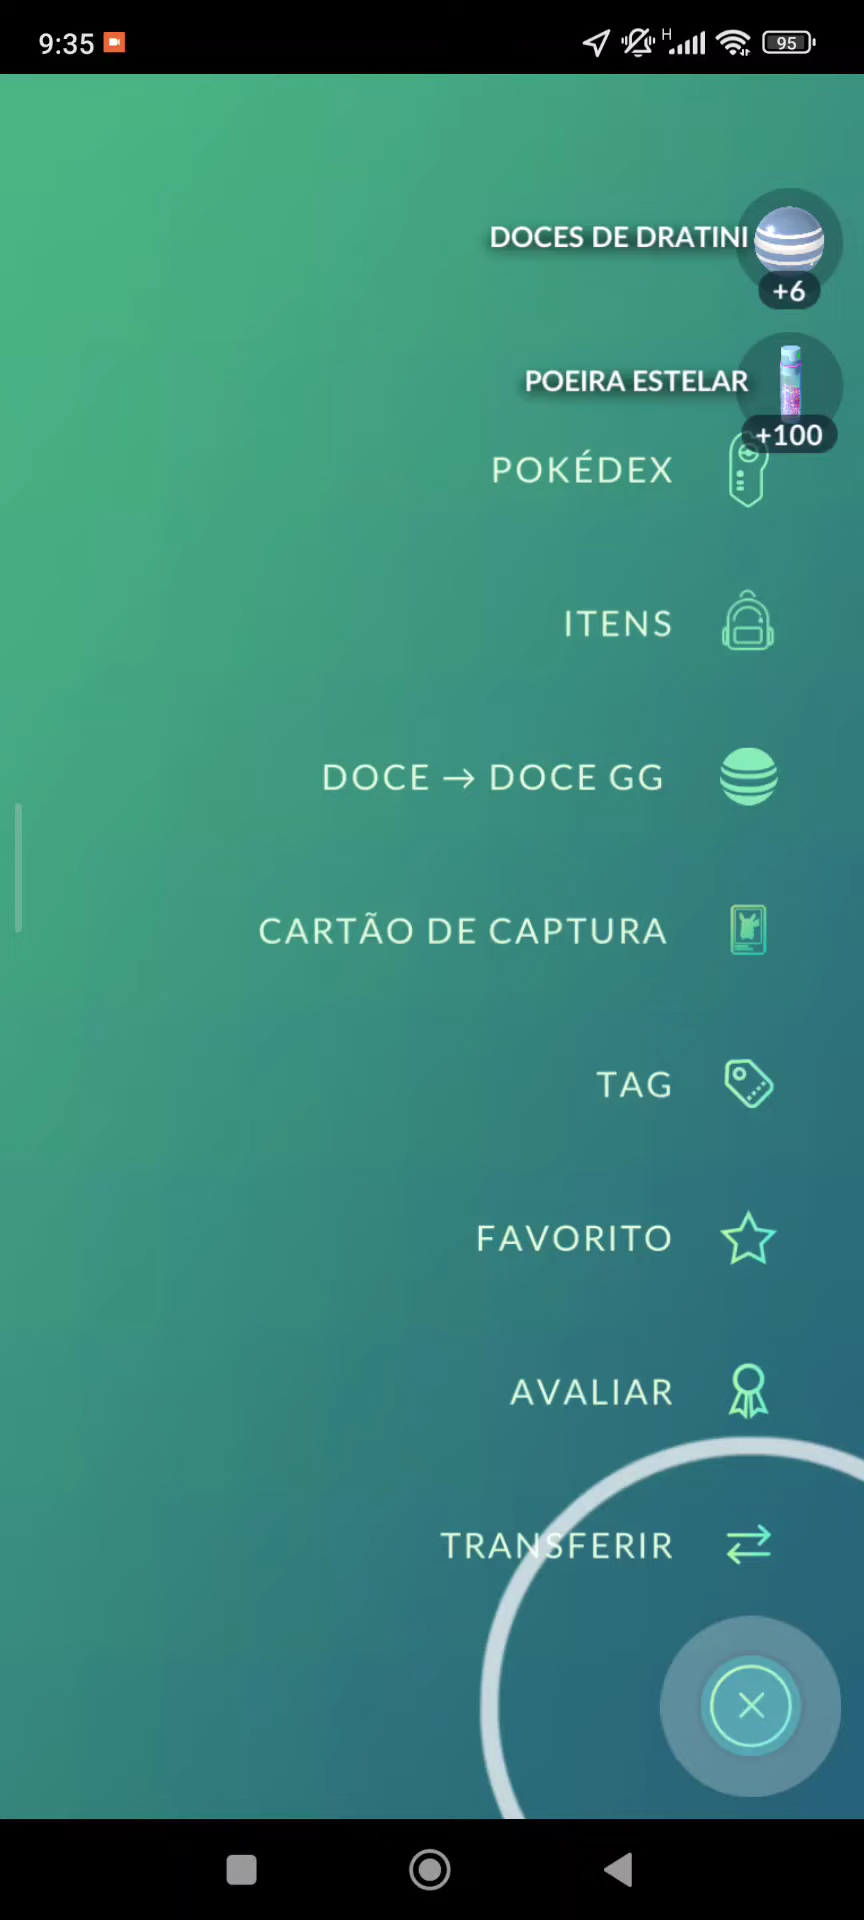 9:35
H
95
DOCES DE DRATINI
+6
POEIRA ESTELAR
+100
POKÉDEX
ITENS
DOCE → DOCE GG
CARTÃO DE CAPTURA
TAG
FAVORITO
AVALIAR
TRANSFERIR